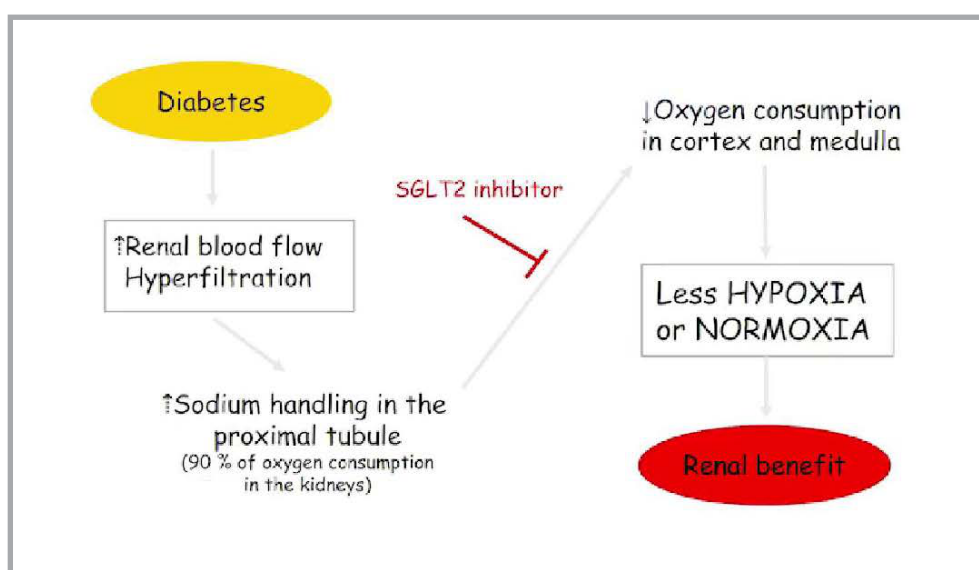 Diabetes
↑Renal blood flow
Hyperfiltration
↑Sodium handling in the
proximal tubule
(90 % of oxygen consumption
in the kidneys)
SGLT2 inhibitor
↓Oxygen consumption
in cortex and medulla
Less HYPOXIA
or NORMOXIA
Renal benefit